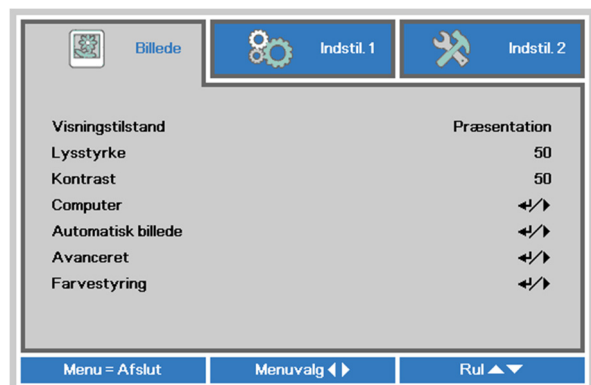 Billede Indstil. 1 Indstil. 2
Visningstilstand Præsentation
Lysstyrke 50
Kontrast 50
Computer
Automatisk billede
Avanceret
Farvestyring
Menu = Afslut Menuvalg Rul